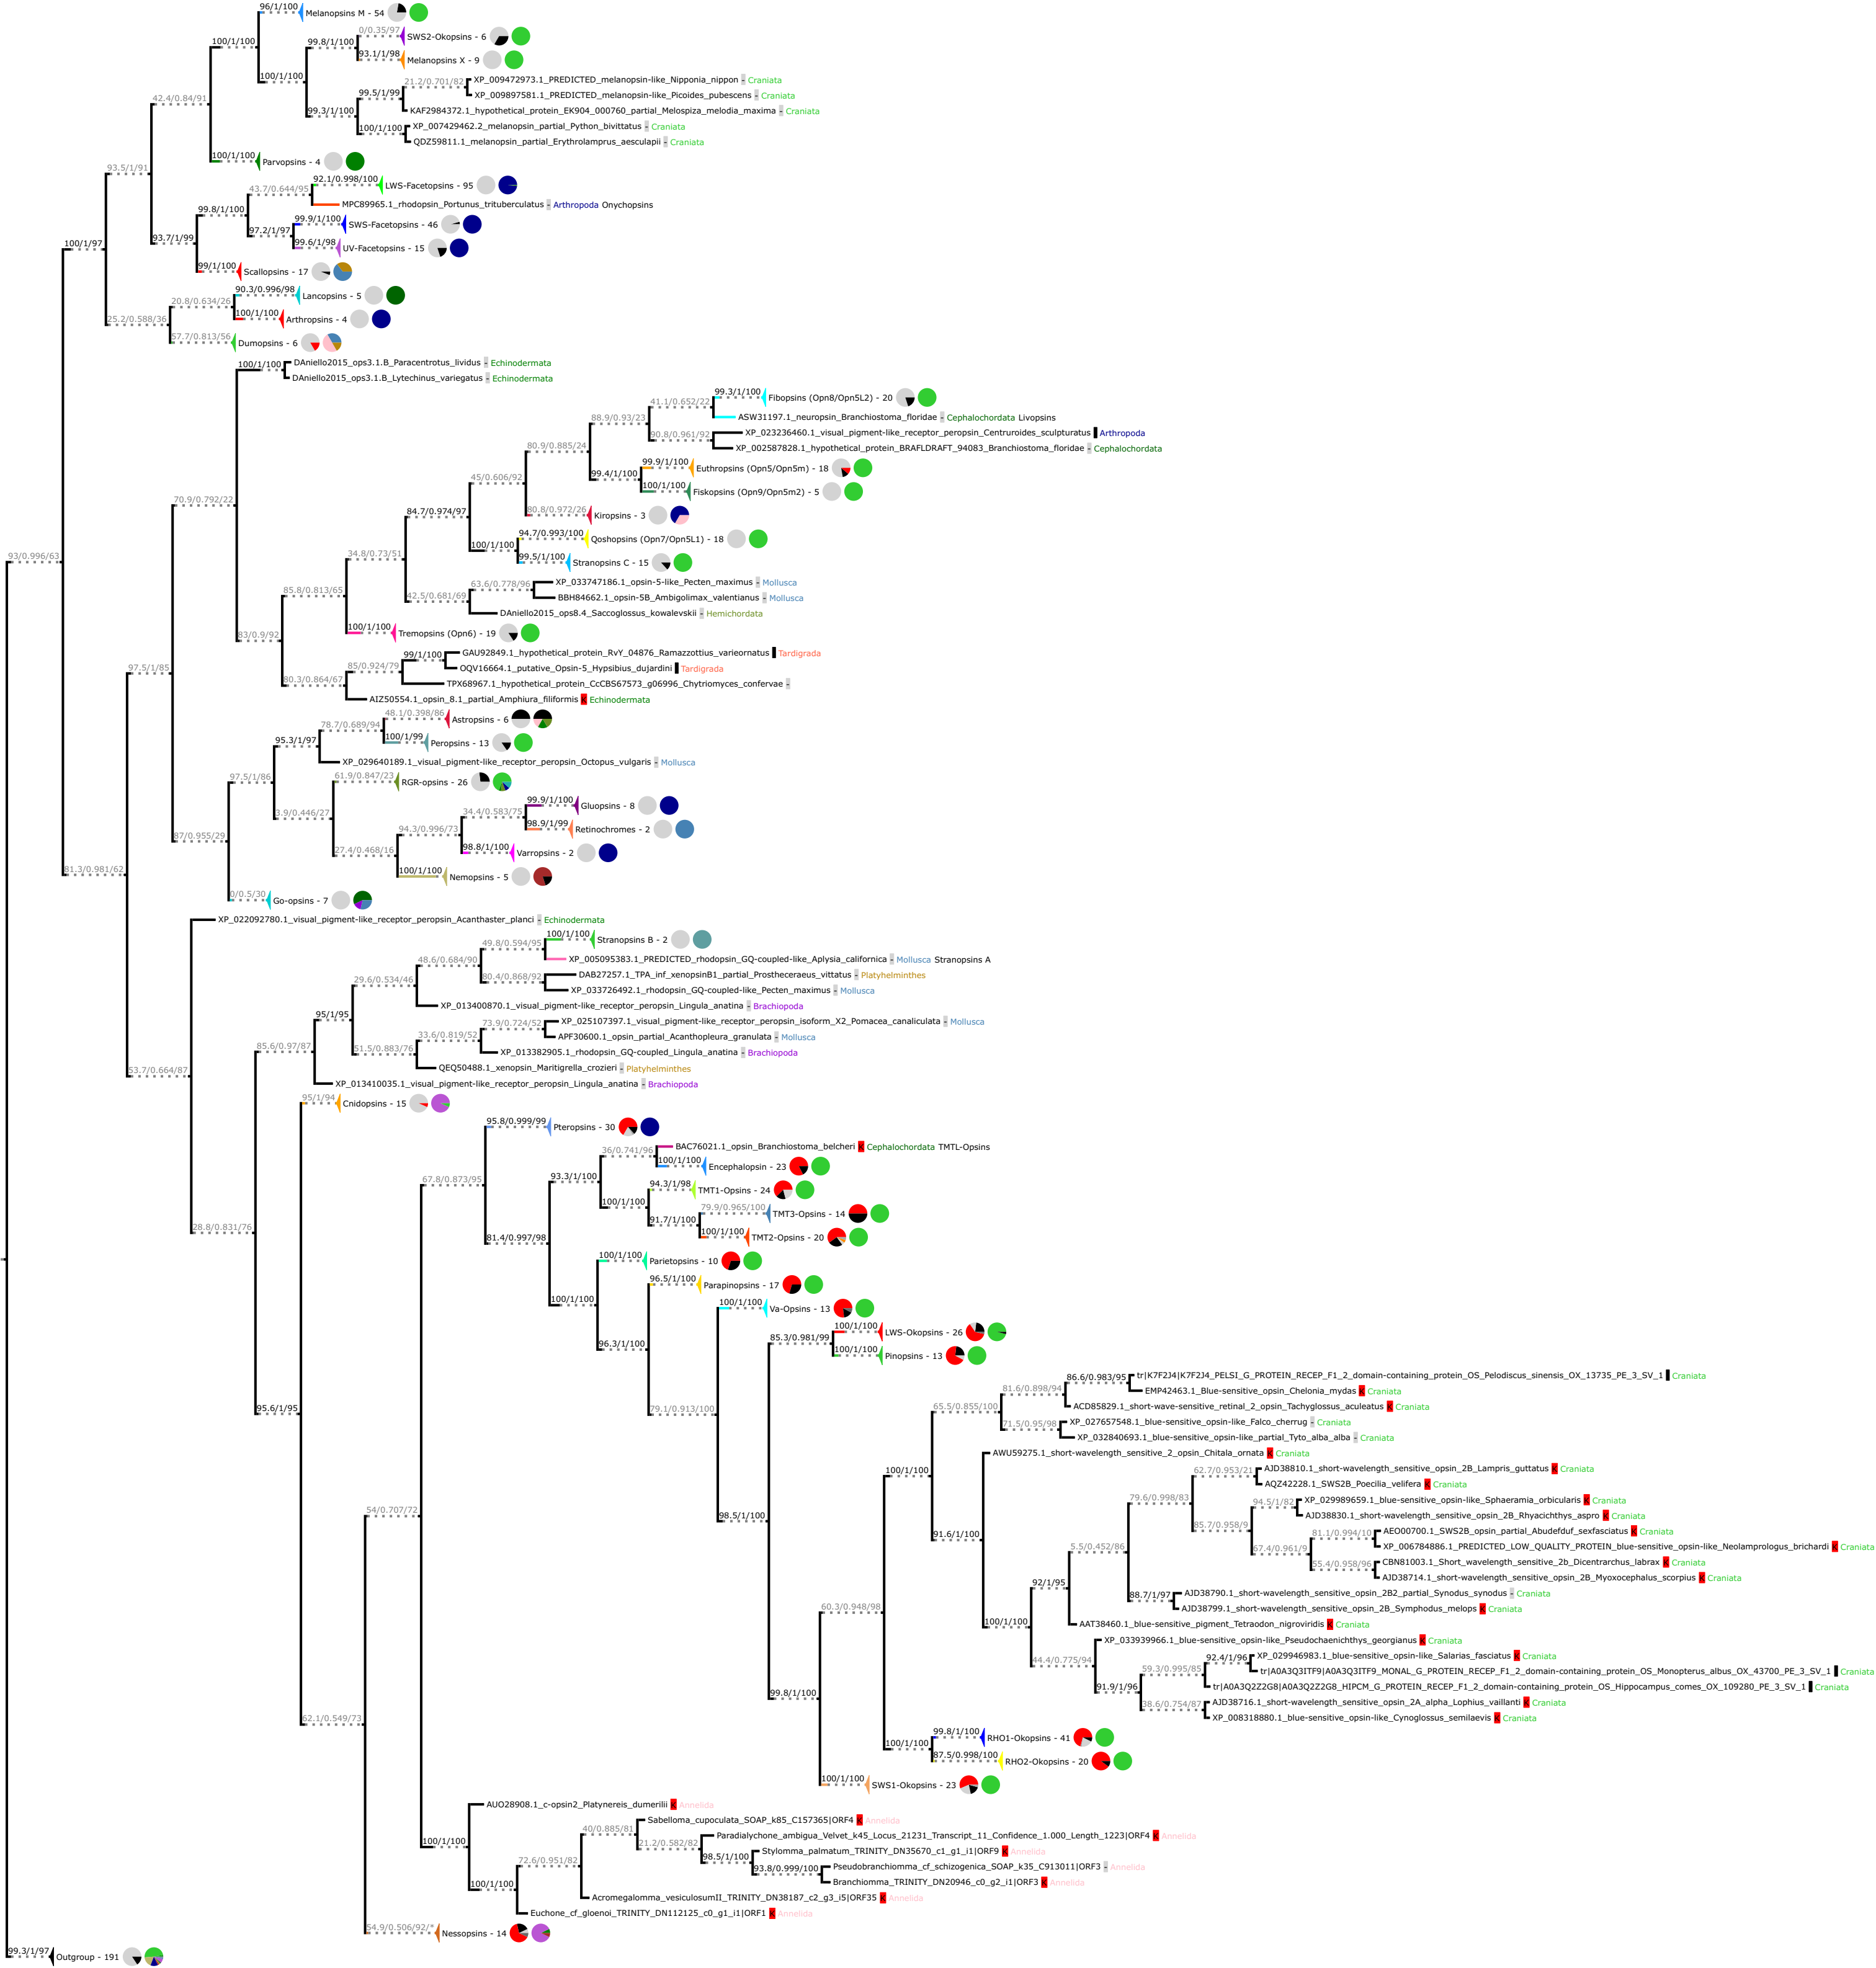 96/1/100
Melanopsins M - 54
0/0.35/97
SWS2-Okopsins - 6
99.8/1/100
100/1/100
93.1/1/98
Melanopsins X - 9
100/1/100
21.2/0.701/82
XP_009472973.1_PREDICTED_melanopsin-like_Nipponia_nippon - Craniata
99.5/1/99
XP_009897581.1_PREDICTED_melanopsin-like_Picoides_pubescens - Craniata
42.4/0.84/91
99.3/1/100
KAF2984372.1_hypothetical_protein_EK904_000760_partial_Melospiza_melodia_maxima - Craniata
100/1/100
XP_007429462.2_melanopsin_partial_Python_bivittatus - Craniata
QDZ59811.1_melanopsin_partial_Erythrolamprus_aesculapii - Craniata
100/1/100
Parvopsins - 4
93.5/1/91
92.1/0.998/100
LWS-Facetopsins - 95
43.7/0.644/95
MPC89965.1_rhodopsin_Portunus_trituberculatus - Arthropoda Onychopsins
99.8/1/100
99.9/1/100
SWS-Facetopsins - 46
97.2/1/97
93.7/1/99
99.6/1/98
UV-Facetopsins - 15
100/1/97
99/1/100
Scallopsins - 17
90.3/0.996/98
Lancopsins - 5
20.8/0.634/26
100/1/100
Arthropsins - 4
25.2/0.588/36
57.7/0.813/56
Dumopsins - 6
100/1/100
DAniello2015_ops3.1.B_Paracentrotus_lividus - Echinodermata
DAniello2015_ops3.1.B_Lytechinus_variegatus - Echinodermata
99.3/1/100
Fibopsins (Opn8/Opn5L2) - 20
41.1/0.652/22
ASW31197.1_neuropsin_Branchiostoma_floridae - Cephalochordata Livopsins
88.9/0.93/23
XP_023236460.1_visual_pigment-like_receptor_peropsin_Centruroides_sculpturatus Arthropoda
90.8/0.961/92
XP_002587828.1_hypothetical_protein_BRAFLDRAFT_94083_Branchiostoma_floridae - Cephalochordata
80.9/0.885/24
99.9/1/100
Euthropsins (Opn5/Opn5m) - 18
99.4/1/100
100/1/100
Fiskopsins (Opn9/Opn5m2) - 5
45/0.606/92
80.8/0.972/26
Kiropsins - 3
84.7/0.974/97
94.7/0.993/100
Qoshopsins (Opn7/Opn5L1) - 18
100/1/100
99.5/1/100
Stranopsins C - 15
70.9/0.792/22
34.8/0.73/51
63.6/0.778/96
XP_033747186.1_opsin-5-like_Pecten_maximus - Mollusca
42.5/0.681/69
BBH84662.1_opsin-5B_Ambigolimax_valentianus - Mollusca
85.8/0.813/65
DAniello2015_ops8.4_Saccoglossus_kowalevskii - Hemichordata
93/0.996/63
100/1/100
Tremopsins (Opn6) - 19
83/0.9/92
99/1/100
GAU92849.1_hypothetical_protein_RvY_04876_Ramazzottius_varieornatus Tardigrada
85/0.924/79
OQV16664.1_putative_Opsin-5_Hypsibius_dujardini Tardigrada
97.5/1/85
80.3/0.864/67
TPX68967.1_hypothetical_protein_CcCBS67573_g06996_Chytriomyces_confervae -
AIZ50554.1_opsin_8.1_partial_Amphiura_filiformis K Echinodermata
48.1/0.398/86
Astropsins - 6
78.7/0.689/94
100/1/99
Peropsins - 13
95.3/1/97
XP_029640189.1_visual_pigment-like_receptor_peropsin_Octopus_vulgaris - Mollusca
97.5/1/86
61.9/0.847/23
RGR-opsins - 26
99.9/1/100
Gluopsins - 8
3.9/0.446/27
34.4/0.583/75
98.9/1/99
Retinochromes - 2
87/0.955/29
94.3/0.996/73
98.8/1/100
Varropsins - 2
27.4/0.468/16
81.3/0.981/62
100/1/100
Nemopsins - 5
0/0.5/30
Go-opsins - 7
XP_022092780.1_visual_pigment-like_receptor_peropsin_Acanthaster_planci - Echinodermata
100/1/100
Stranopsins B - 2
49.8/0.594/95
XP_005095383.1_PREDICTED_rhodopsin_GQ-coupled-like_Aplysia_californica - Mollusca Stranopsins A
48.6/0.684/90
DAB27257.1_TPA_inf_xenopsinB1_partial_Prostheceraeus_vittatus - Platyhelminthes
80.4/0.868/92
29.6/0.534/46
XP_033726492.1_rhodopsin_GQ-coupled-like_Pecten_maximus - Mollusca
XP_013400870.1_visual_pigment-like_receptor_peropsin_Lingula_anatina - Brachiopoda
95/1/95
73.9/0.724/52
XP_025107397.1_visual_pigment-like_receptor_peropsin_isoform_X2_Pomacea_canaliculata - Mollusca
33.6/0.819/52
APF30600.1_opsin_partial_Acanthopleura_granulata - Mollusca
85.6/0.97/87
51.5/0.883/76
XP_013382905.1_rhodopsin_GQ-coupled_Lingula_anatina - Brachiopoda
QEQ50488.1_xenopsin_Maritigrella_crozieri - Platyhelminthes
53.7/0.664/87
XP_013410035.1_visual_pigment-like_receptor_peropsin_Lingula_anatina - Brachiopoda
95/1/94
Cnidopsins - 15
95.8/0.999/99
Pteropsins - 30
BAC76021.1_opsin_Branchiostoma_belcheri K Cephalochordata TMTL-Opsins
36/0.741/96
100/1/100
Encephalopsin - 23
93.3/1/100
67.8/0.873/95
94.3/1/98
TMT1-Opsins - 24
100/1/100
79.9/0.965/100
TMT3-Opsins - 14
91.7/1/100
28.8/0.831/76
100/1/100
TMT2-Opsins - 20
81.4/0.997/98
100/1/100
Parietopsins - 10
96.5/1/100
Parapinopsins - 17
100/1/100
100/1/100
Va-Opsins - 13
100/1/100
LWS-Okopsins - 26
85.3/0.981/99
96.3/1/100
100/1/100
Pinopsins - 13
86.6/0.983/95
tr|K7F2J4|K7F2J4_PELSI_G_PROTEIN_RECEP_F1_2_domain-containing_protein_OS_Pelodiscus_sinensis_OX_13735_PE_3_SV_1 Craniata
81.6/0.898/94
EMP42463.1_Blue-sensitive_opsin_Chelonia_mydas K Craniata
65.5/0.855/100
ACD85829.1_short-wave-sensitive_retinal_2_opsin_Tachyglossus_aculeatus K Craniata
95.6/1/95
79.1/0.913/100
71.5/0.95/98
XP_027657548.1_blue-sensitive_opsin-like_Falco_cherrug - Craniata
XP_032840693.1_blue-sensitive_opsin-like_partial_Tyto_alba_alba - Craniata
AWU59275.1_short-wavelength_sensitive_2_opsin_Chitala_ornata K Craniata
100/1/100
62.7/0.953/21
AJD38810.1_short-wavelength_sensitive_opsin_2B_Lampris_guttatus K Craniata
AQZ42228.1_SWS2B_Poecilia_velifera K Craniata
79.6/0.998/83
94.5/1/82
XP_029989659.1_blue-sensitive_opsin-like_Sphaeramia_orbicularis K Craniata
54/0.707/72
98.5/1/100
85.7/0.958/9
AJD38830.1_short-wavelength_sensitive_opsin_2B_Rhyacichthys_aspro K Craniata
91.6/1/100
81.1/0.994/10
AEO00700.1_SWS2B_opsin_partial_Abudefduf_sexfasciatus K Craniata
5.5/0.452/86
67.4/0.961/9
XP_006784886.1_PREDICTED_LOW_QUALITY_PROTEIN_blue-sensitive_opsin-like_Neolamprologus_brichardi K Craniata
55.4/0.958/96
CBN81003.1_Short_wavelength_sensitive_2b_Dicentrarchus_labrax K Craniata
AJD38714.1_short-wavelength_sensitive_opsin_2B_Myoxocephalus_scorpius K Craniata
92/1/95
88.7/1/97
AJD38790.1_short-wavelength_sensitive_opsin_2B2_partial_Synodus_synodus - Craniata
60.3/0.948/98
AJD38799.1_short-wavelength_sensitive_opsin_2B_Symphodus_melops K Craniata
100/1/100
AAT38460.1_blue-sensitive_pigment_Tetraodon_nigroviridis K Craniata
XP_033939966.1_blue-sensitive_opsin-like_Pseudochaenichthys_georgianus K Craniata
44.4/0.775/94
92.4/1/96
XP_029946983.1_blue-sensitive_opsin-like_Salarias_fasciatus K Craniata
59.3/0.995/85
tr|A0A3Q3ITF9|A0A3Q3ITF9_MONAL_G_PROTEIN_RECEP_F1_2_domain-containing_protein_OS_Monopterus_albus_OX_43700_PE_3_SV_1 Craniata
91.9/1/96
tr|A0A3Q2Z2G8|A0A3Q2Z2G8_HIPCM_G_PROTEIN_RECEP_F1_2_domain-containing_protein_OS_Hippocampus_comes_OX_109280_PE_3_SV_1 Craniata
99.8/1/100
38.6/0.754/87
AJD38716.1_short-wavelength_sensitive_opsin_2A_alpha_Lophius_vaillanti K Craniata
62.1/0.549/73
XP_008318880.1_blue-sensitive_opsin-like_Cynoglossus_semilaevis K Craniata
99.8/1/100
RHO1-Okopsins - 41
100/1/100
87.5/0.998/100
RHO2-Okopsins - 20
100/1/100
SWS1-Okopsins - 23
AUO28908.1_c-opsin2_Platynereis_dumerilii K Annelida
Sabelloma_cupoculata_SOAP_k85_C157365|ORF4 K Annelida
40/0.885/81
Paradialychone_ambigua_Velvet_k45_Locus_21231_Transcript_11_Confidence_1.000_Length_1223|ORF4 K Annelida
100/1/100
21.2/0.582/82
Stylomma_palmatum_TRINITY_DN35670_c1_g1_i1|ORF9 K Annelida
98.5/1/100
72.6/0.951/82
93.8/0.999/100
Pseudobranchiomma_cf_schizogenica_SOAP_k35_C913011|ORF3 - Annelida
Branchiomma_TRINITY_DN20946_c0_g2_i1|ORF3 K Annelida
100/1/100
Acromegalomma_vesiculosumII_TRINITY_DN38187_c2_g3_i5|ORF35 K Annelida
Euchone_cf_gloenoi_TRINITY_DN112125_c0_g1_i1|ORF1 K Annelida
54.9/0.506/92/*
Nessopsins - 14
99.3/1/97
Outgroup - 191